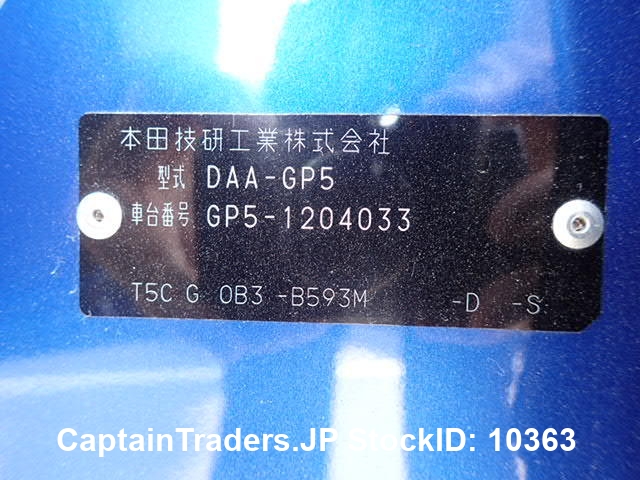 本田技研工業株式会社
型式 DAA-GP5
車台番号 GP5-1204033
T5C G 0B3 -B593M -D -S
CaptainTraders.JP StockID: 10363